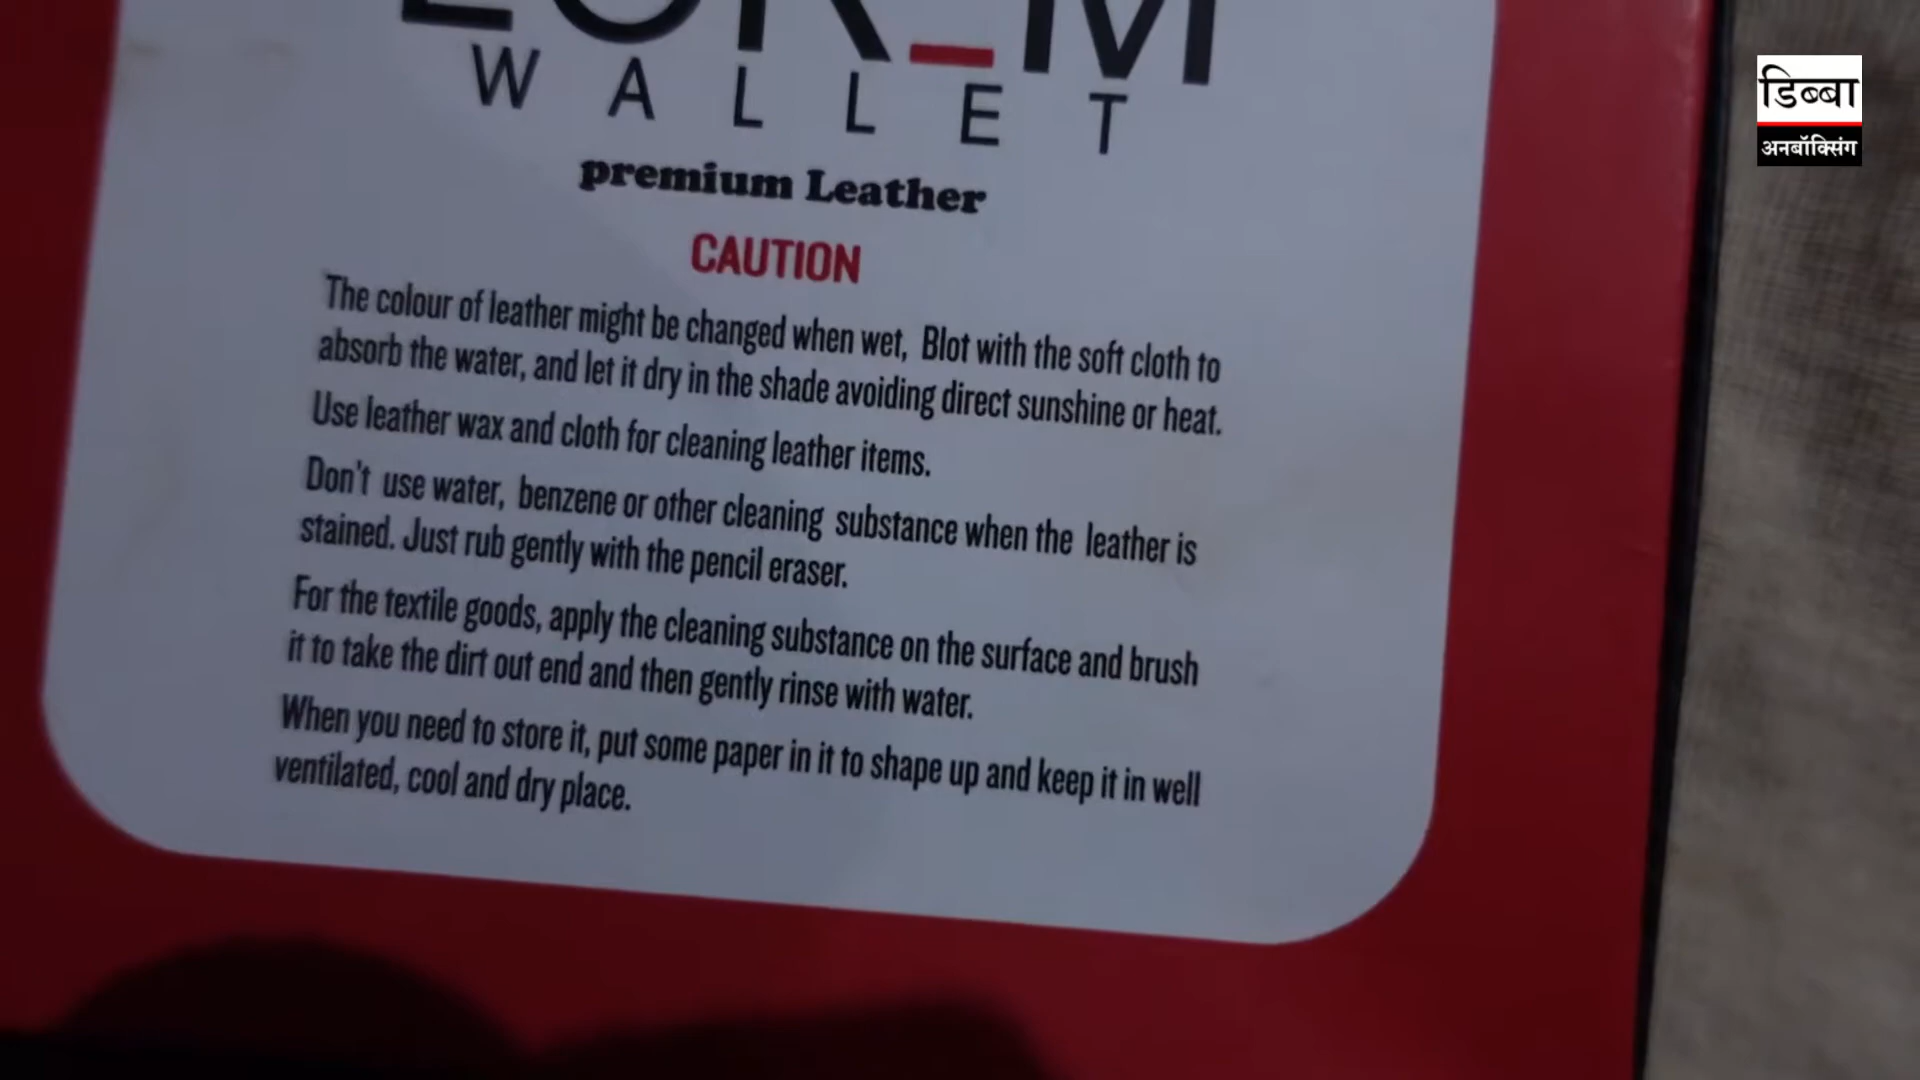 WALLET
premium Leather
CAUTION
The colour of leather might be changed when wet, Blot with the soft cloth to
absorb the water, and let it dry in the shade avoiding direct sunshine or heat.
Use leather wax and cloth for cleaning leather items.
Don't use water, benzene or other cleaning substance when the leather is
stained. Just rub gently with the pencil eraser.
For the textile goods, apply the cleaning substance on the surface and brush
it to take the dirt out end and then gently rinse with water.
When you need to store it, put some paper in it to shape up and keep it in well
ventilated, cool and dry place.
डिब्बा
अनबॉक्सिंग